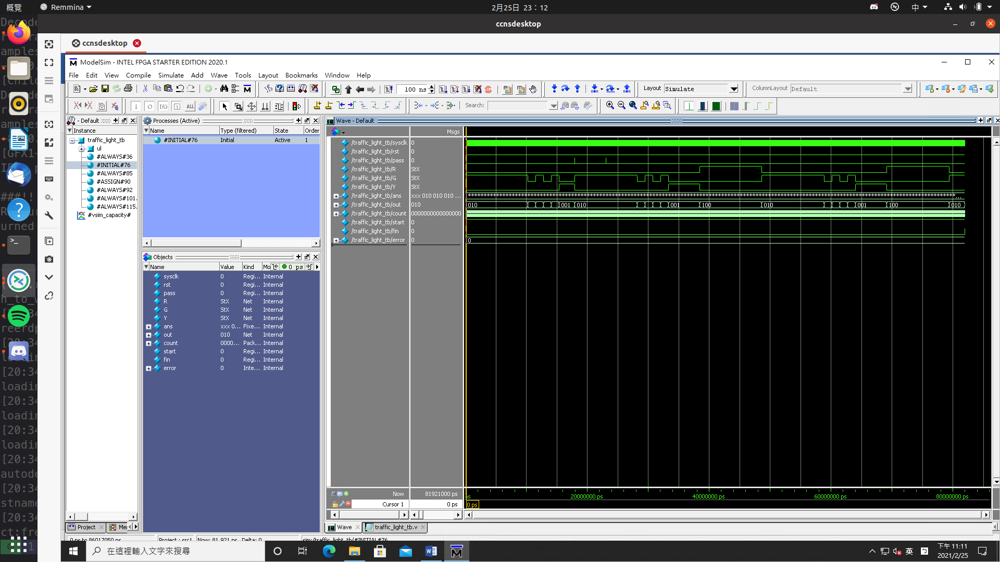 概覽
Remmina
2月25日 23：12
中
ccnsdesktop
ccnsdesktop
ModelSim - INTEL FPGA STARTER EDITION 2020.1
File Edit View Compile Simulate Add Wave Tools Layout Bookmarks Window Help
100 ns
Layout Simulate
ColumnLayout Default
Search:
- Default
Instance
traffic_light_tb
ul
#ALWAYS#36
#INITIAL#76
#ALWAYS#85
#ASSIGN#90
#ALWAYS#92
#ALWAYS#101.
#ALWAYS#115.
#vsim_capacity#
Project
Processes (Active)
Name Type (filtered) State Order
#INITIAL#76 Initial Active 1
Objects
Name Value Kind Mo 0 ps
sysclk 0 Regi... Internal
rst 0 Regi... Internal
pass 0 Regi... Internal
R StX Net Internal
G StX Net Internal
Y StX Net Internal
ans xxx 0... Fixe... Internal
out 010 Net Internal
count 0000... Pack... Internal
start 0 Regi... Internal
fin 0 Regi... Internal
error 0 Inte... Internal
Wave - Default
Msgs
/traffic_light_tb/sysclk 0
/traffic_light_tb/rst 0
/traffic_light_tb/pass 0
/traffic_light_tb/R StX
/traffic_light_tb/G StX
/traffic_light_tb/Y StX
/traffic_light_tb/ans xxx 010 010 010 ...
/traffic_light_tb/out 010 010 001 010 001 100 010 001 100 010
/traffic_light_tb/count 0000000000000000
/traffic_light_tb/start 0
/traffic_light_tb/fin 0
/traffic_light_tb/error 0 0
Now 81921000 ps ps 20000000 ps 40000000 ps 60000000 ps 80000000 ps
Cursor 1 0 ps 0 ps
Wave traffic_light_tb.v
0 ps to 86017050 ps Project : src1 Now: 81,921 ps Delta: 0 sim:/traffic_light_tb/#INITIAL#76
在這裡輸入文字來搜尋
英
下午 11:11
2021/2/25